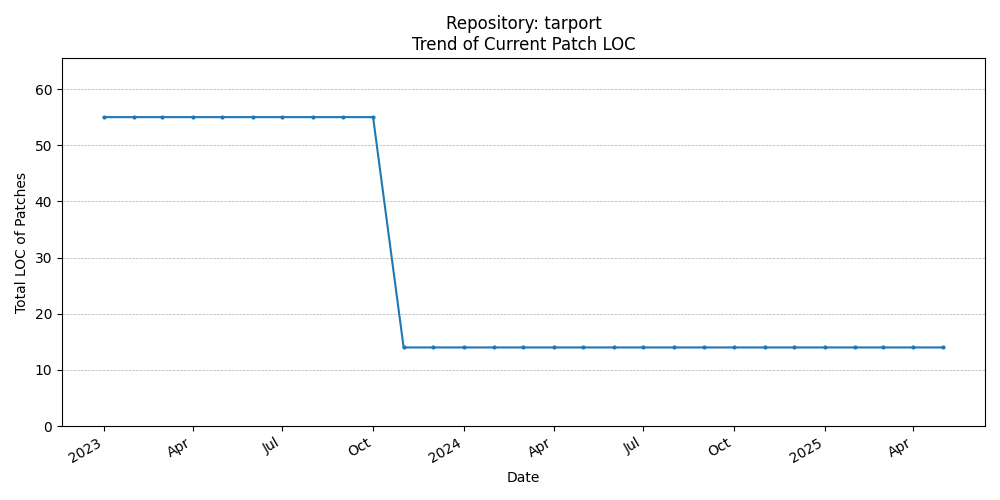 Repository: tarport
Trend of Current Patch LOC
Total LOC of Patches
60
50
40
30
20
10
0
2023
Apr
Jul
Oct
2024
Apr
Jul
Oct
2025
Apr
Date